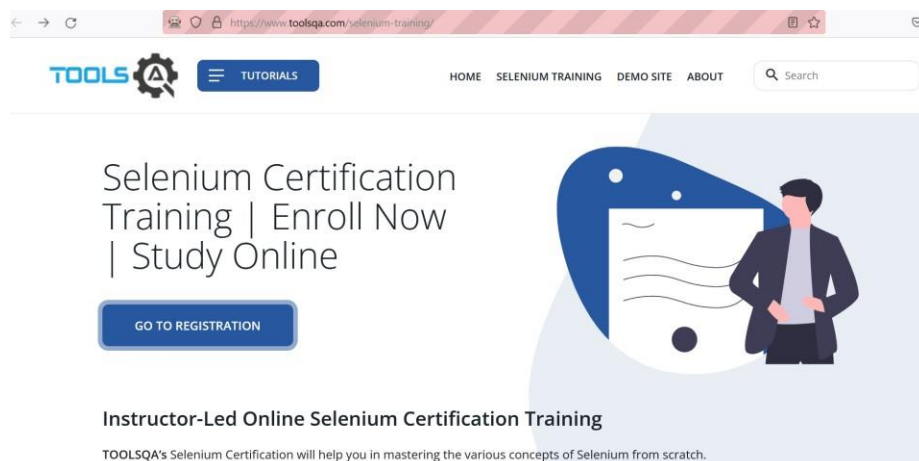 https://www.toolsqa.com/selenium-training/
TOOLS QA
TUTORIALS
HOME SELENIUM TRAINING DEMO SITE ABOUT
Search
Selenium Certification
Training | Enroll Now
| Study Online
GO TO REGISTRATION
Instructor-Led Online Selenium Certification Training
TOOLSQA's Selenium Certification will help you in mastering the various concepts of Selenium from scratch.